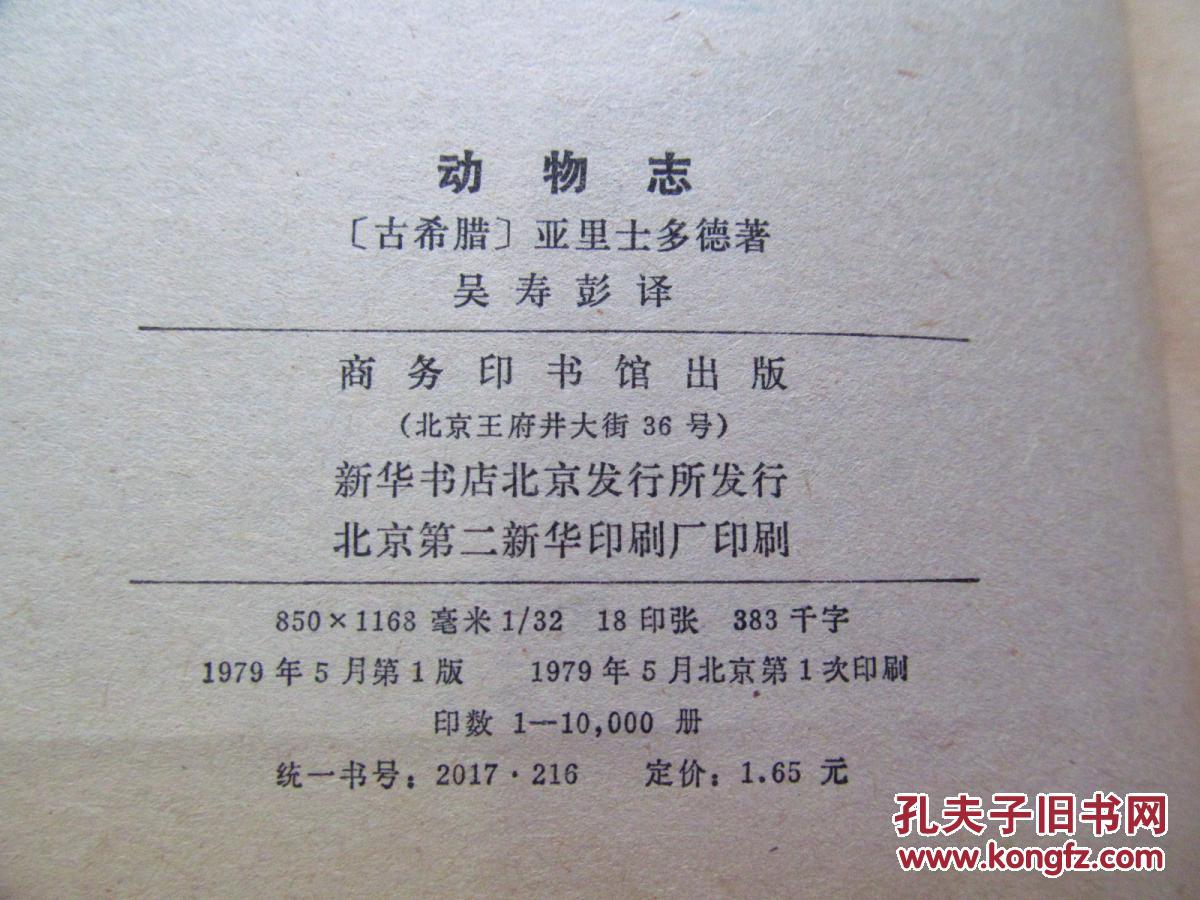 动物志
〔古希腊〕亚里士多德著
吴寿彭译
商务印书馆出版
（北京王府井大街 36 号）
新华书店北京发行所发行
北京第二新华印刷厂印刷
850×1168 毫米 1/32 18 印张 383 千字
1979 年 5 月第 1 版 1979 年 5 月北京第 1 次印刷
印数 1—10,000 册
统一书号：2017·216 定价：1.65 元
孔夫子旧书网
www.kongfz.com